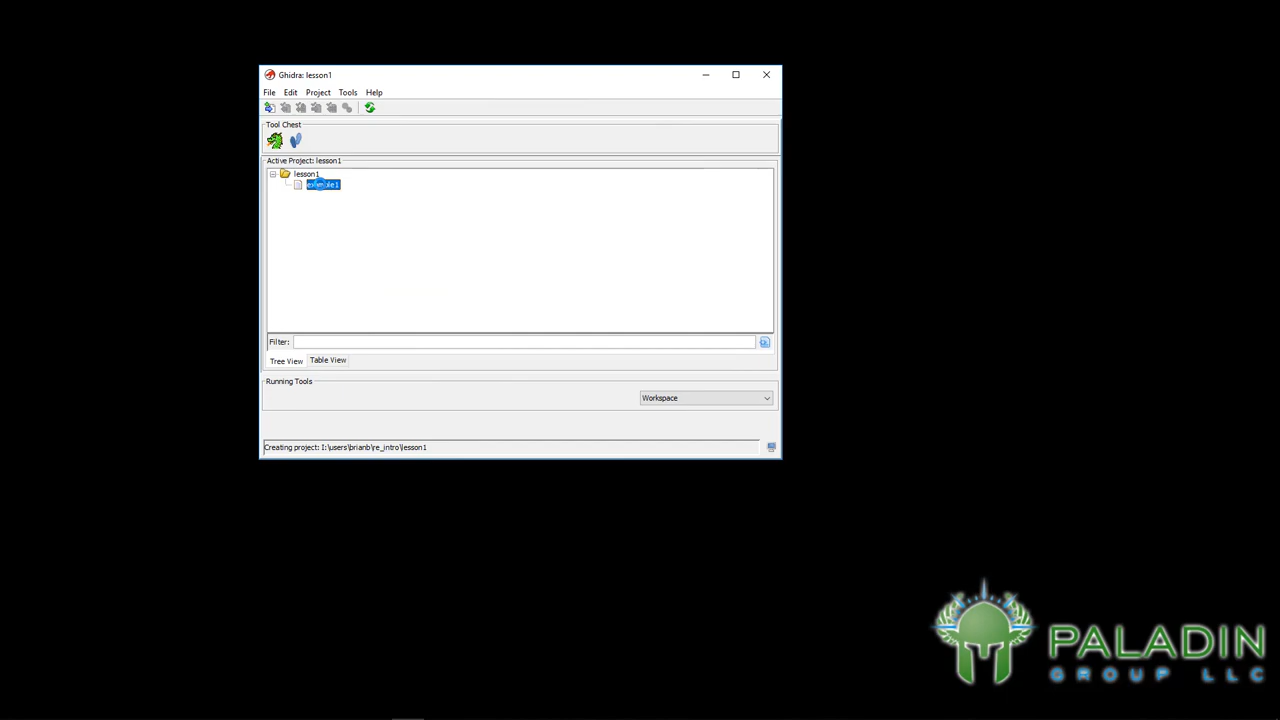 Ghidra: lesson1
File Edit Project Tools Help
Tool Chest
Active Project: lesson1
lesson1
example1
Filter:
Tree View Table View
Running Tools
Workspace
Creating project: I:\users\brianb\re_intro\lesson1
PALADIN
GROUP LLC